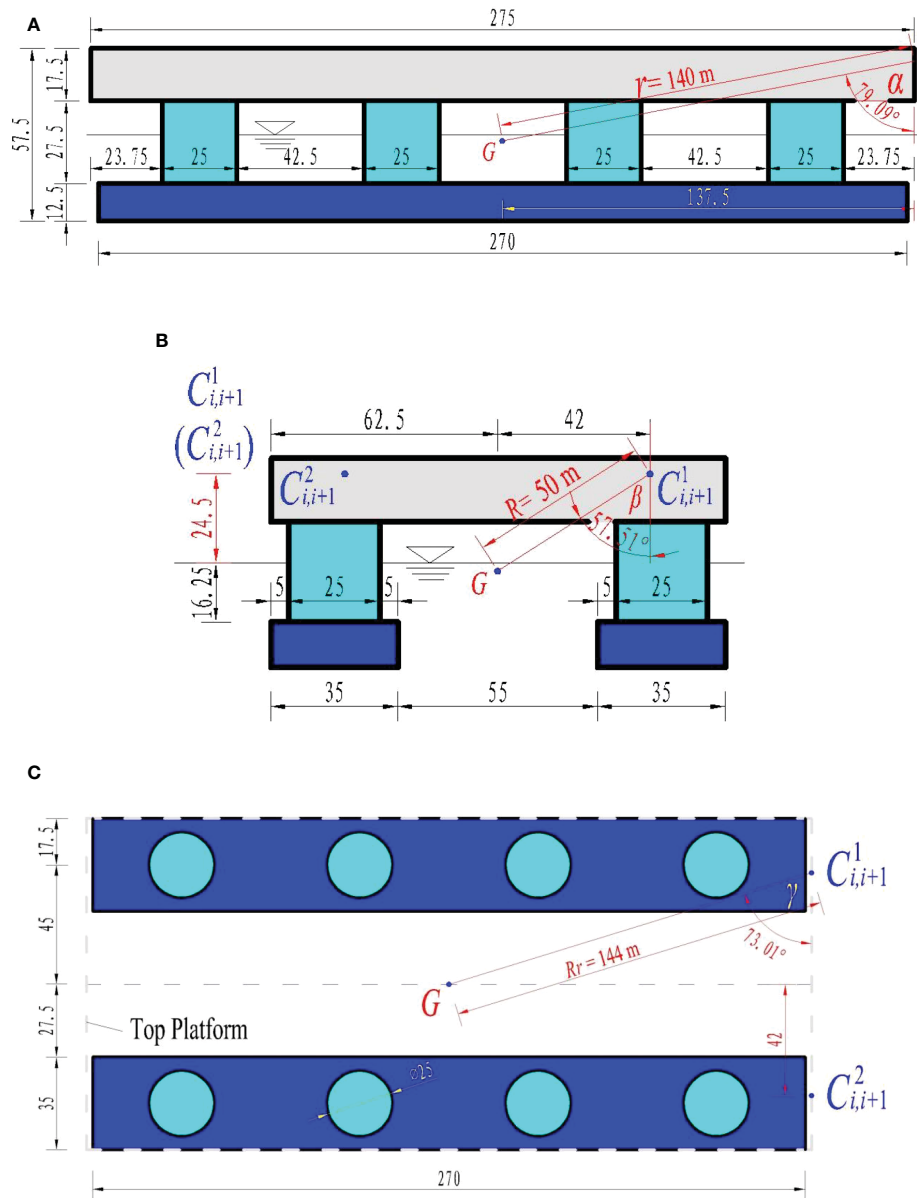 A
275
17.5
57.5
27.5
12.5
r = 140 m
α
79.09°
G
23.75
25
42.5
25
25
42.5
25
23.75
137.5
270
B
C¹i,i+1
(C²i,i+1)
62.5
42
C²i,i+1
C¹i,i+1
R = 50 m
β
57.51°
24.5
G
16.25
5
25
5
5
25
35
55
35
C
17.5
C¹i,i+1
γ
45
73.01°
Rr = 144 m
G
27.5
Top Platform
42
35
⌀25
C²i,i+1
270